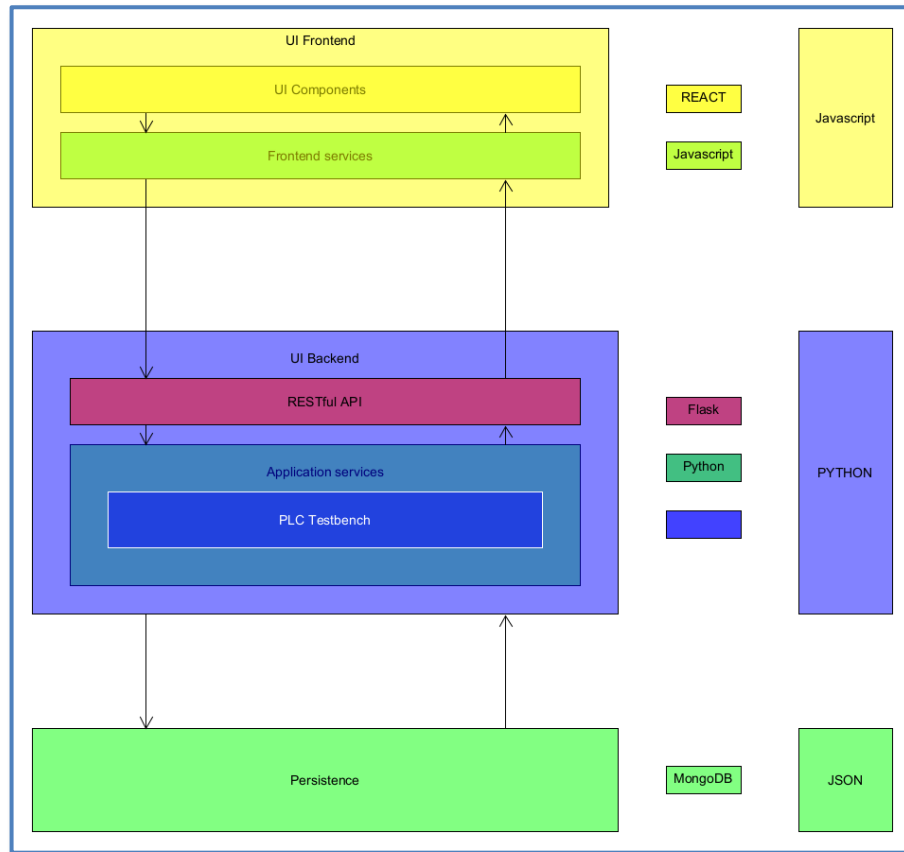 UI Frontend
UI Components
REACT
Javascript
Frontend services
Javascript
UI Backend
RESTful API
Flask
Application services
Python
PYTHON
PLC Testbench
Persistence
MongoDB
JSON